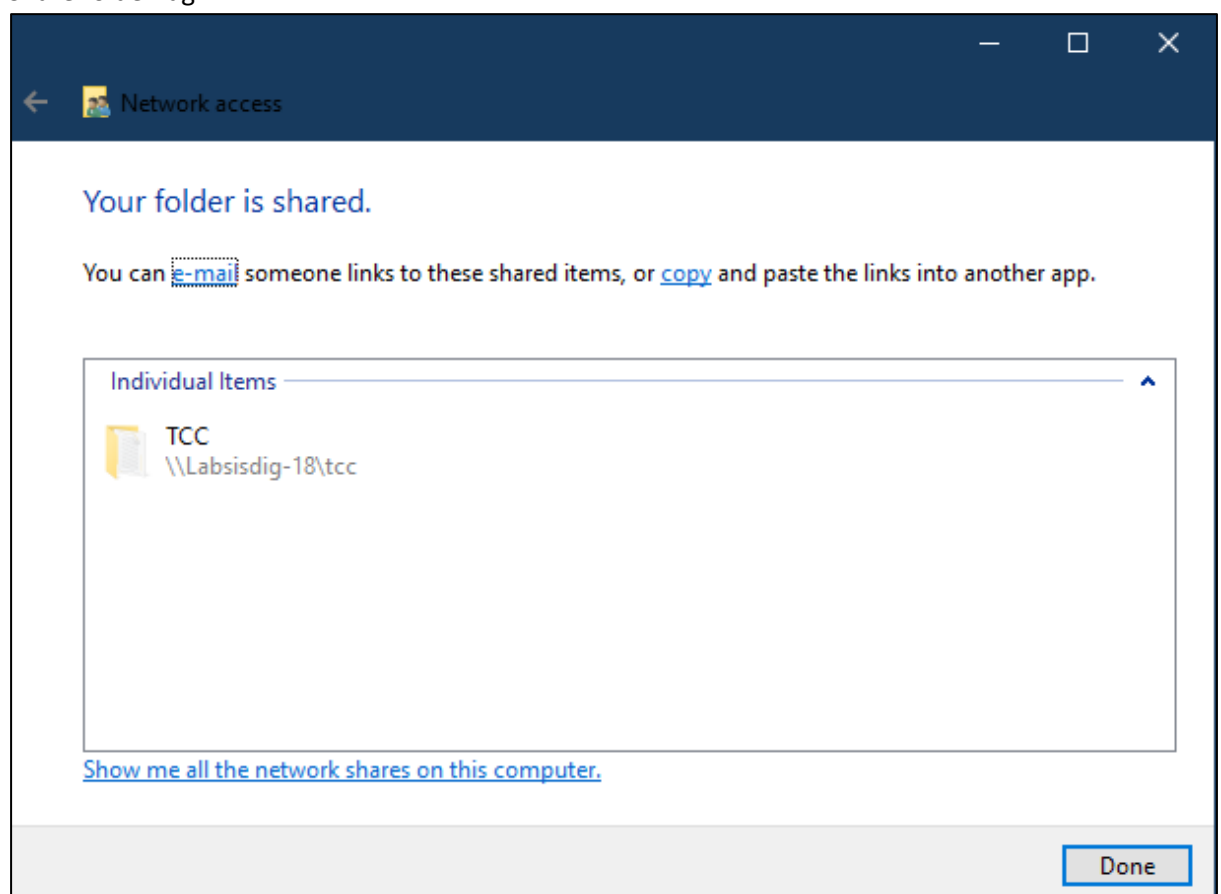 Network access
Your folder is shared.
You can e-mail someone links to these shared items, or copy and paste the links into another app.
Individual Items
TCC
\\Labsisdig-18\tcc
Show me all the network shares on this computer.
Done